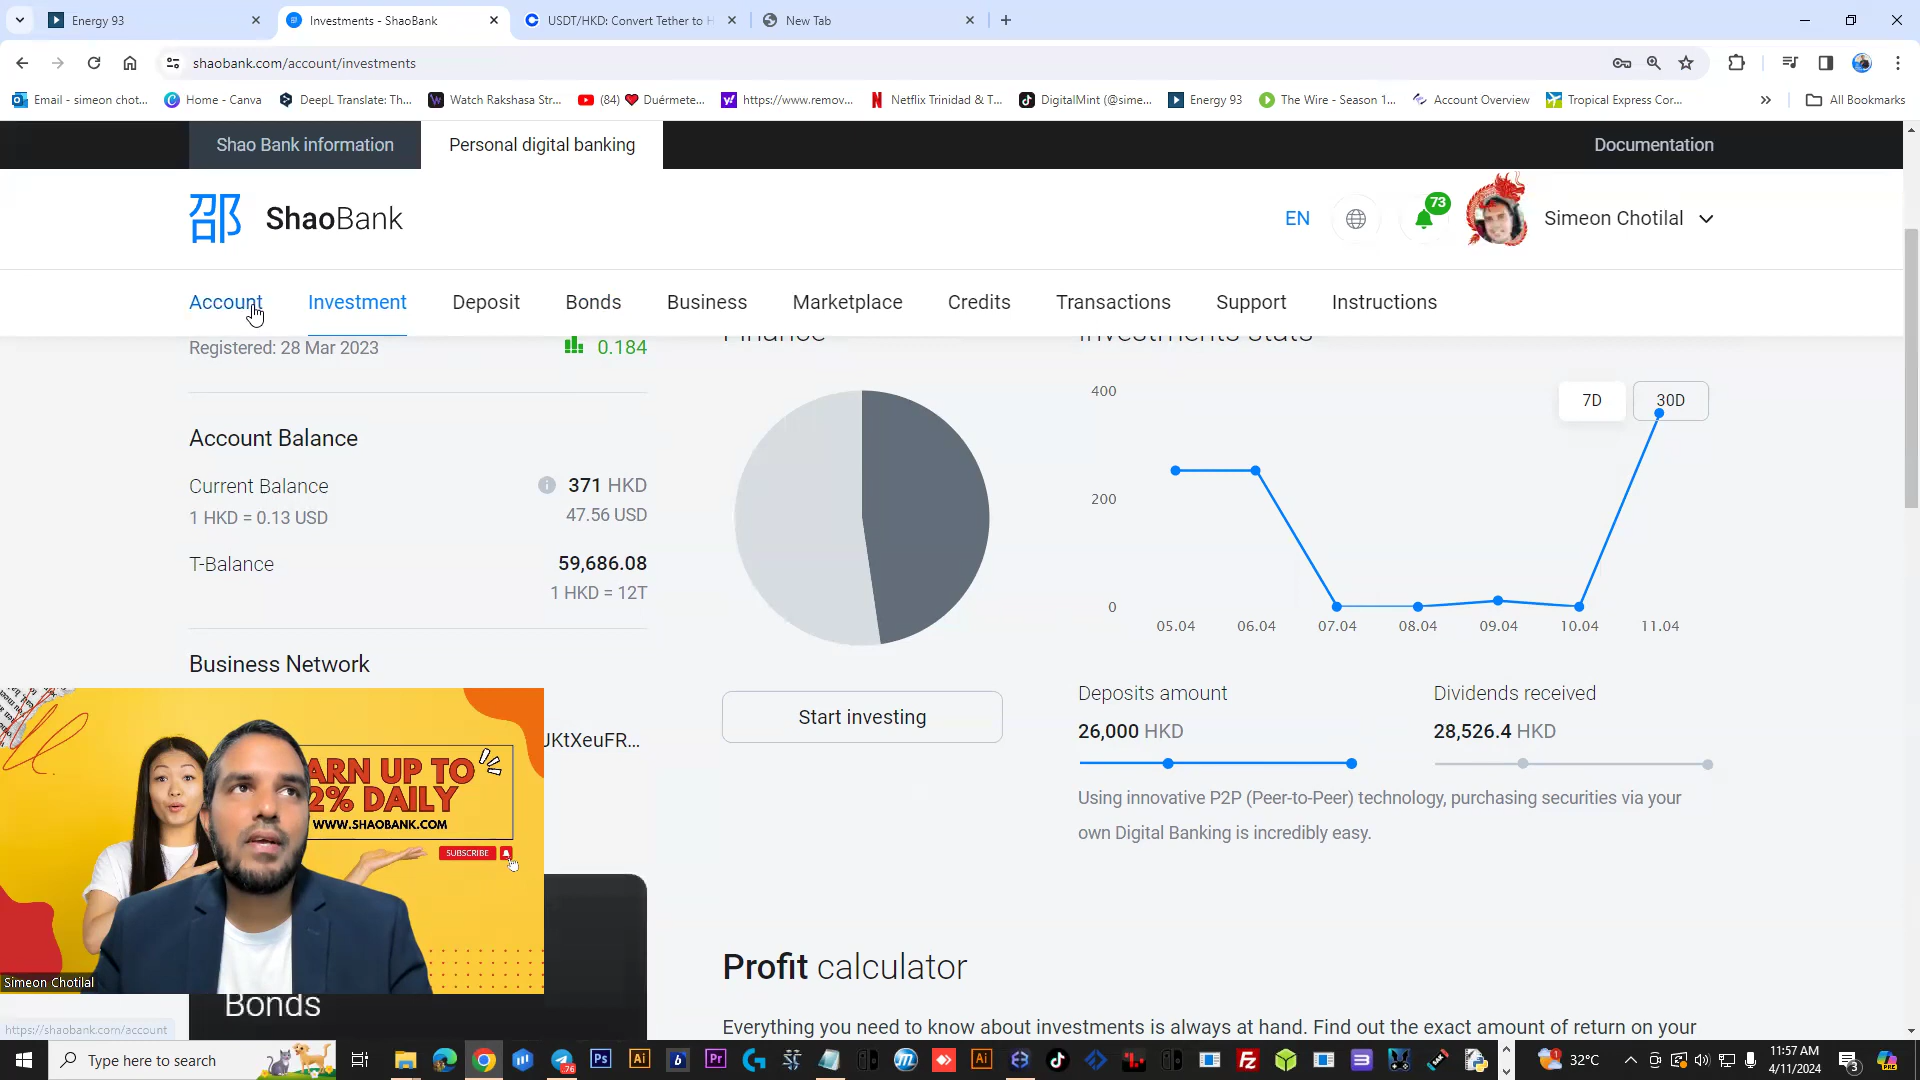 Energy 93
Investments - ShaoBank
USDT/HKD: Convert Tether to H
New Tab
shaobank.com/account/investments
Email - simeon chot...
Home - Canva
DeepL Translate: Th...
Watch Rakshasa Str...
(84) ❤ Duérmete...
https://www.remov...
Netflix Trinidad & T...
DigitalMint (@sime...
Energy 93
The Wire - Season 1...
Account Overview
Tropical Express Cor...
All Bookmarks
Shao Bank information
Personal digital banking
Documentation
邵 ShaoBank
EN
73
Simeon Chotilal
Account
Investment
Deposit
Bonds
Business
Marketplace
Credits
Transactions
Support
Instructions
Registered: 28 Mar 2023
0.184
Finance
Investments stats
7D
30D
400
200
0
05.04
06.04
07.04
08.04
09.04
10.04
11.04
Account Balance
Current Balance
371 HKD
1 HKD = 0.13 USD
47.56 USD
T-Balance
59,686.08
1 HKD = 12T
Business Network
JKtXeuFR...
Start investing
Deposits amount
26,000 HKD
Dividends received
28,526.4 HKD
Using innovative P2P (Peer-to-Peer) technology, purchasing securities via your
own Digital Banking is incredibly easy.
ARN UP TO
2% DAILY
WWW.SHAOBANK.COM
SUBSCRIBE
Simeon Chotilal
Bonds
Profit calculator
Everything you need to know about investments is always at hand. Find out the exact amount of return on your
https://shaobank.com/account
Type here to search
.76
32°C
11:57 AM
4/11/2024
3